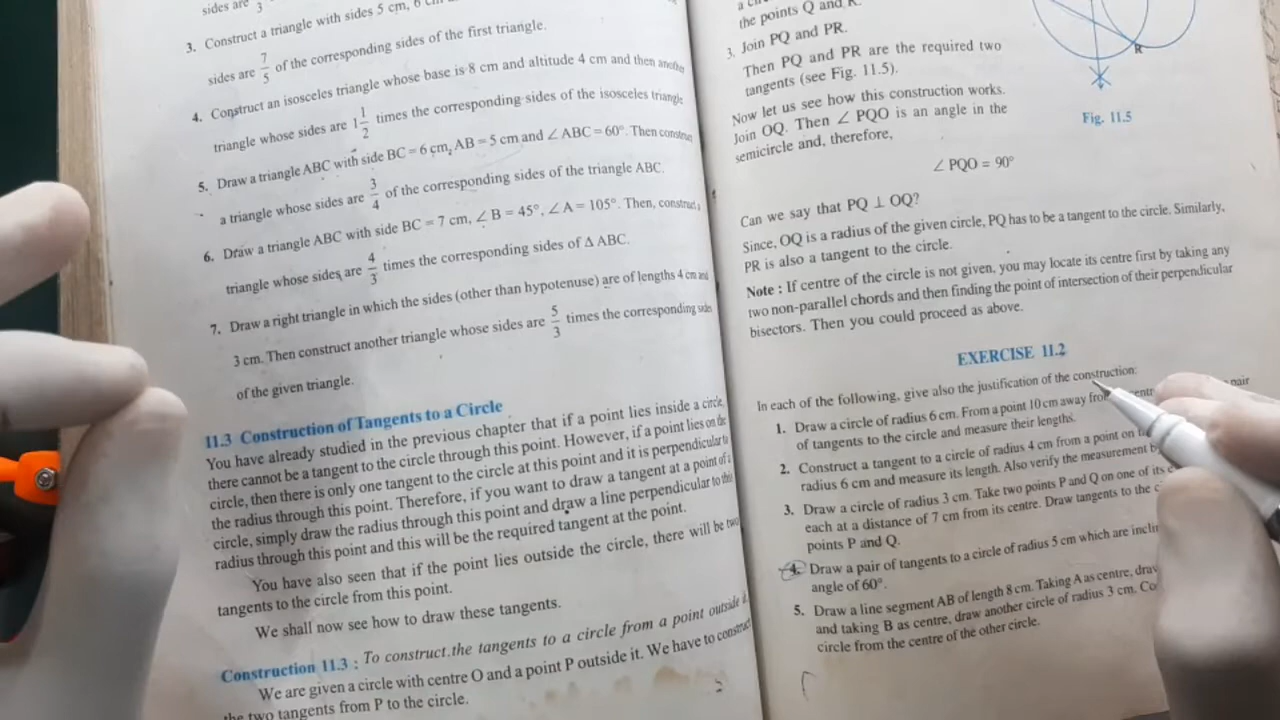 sides are 3
3. Construct a triangle with sides 5 cm, 6
sides are 7/5 of the corresponding sides of the first triangle.
4. Construct an isosceles triangle whose base is 8 cm and altitude 4 cm and then another
triangle whose sides are 1 1/2 times the corresponding sides of the isosceles triangle
5. Draw a triangle ABC with side BC = 6 cm, AB = 5 cm and ∠ ABC = 60°. Then construct
a triangle whose sides are 3/4 of the corresponding sides of the triangle ABC.
6. Draw a triangle ABC with side BC = 7 cm, ∠ B = 45°, ∠ A = 105°. Then, construct a
triangle whose sides are 4/3 times the corresponding sides of Δ ABC.
7. Draw a right triangle in which the sides (other than hypotenuse) are of lengths 4 cm and
3 cm. Then construct another triangle whose sides are 5/3 times the corresponding sides
of the given triangle.
11.3 Construction of Tangents to a Circle
You have already studied in the previous chapter that if a point lies inside a circle,
there cannot be a tangent to the circle through this point. However, if a point lies on the
circle, then there is only one tangent to the circle at this point and it is perpendicular to
the radius through this point. Therefore, if you want to draw a tangent at a point of a
circle, simply draw the radius through this point and draw a line perpendicular to this
radius through this point and this will be the required tangent at the point.
You have also seen that if the point lies outside the circle, there will be two
tangents to the circle from this point.
We shall now see how to draw these tangents.
Construction 11.3 : To construct the tangents to a circle from a point outside it.
We are given a circle with centre O and a point P outside it. We have to construct
the two tangents from P to the circle.
the points Q and R.
3. Join PQ and PR.
Then PQ and PR are the required two
tangents (see Fig. 11.5).
Now let us see how this construction works.
Join OQ. Then ∠ PQO is an angle in the
semicircle and, therefore,
∠ PQO = 90°
R
Fig. 11.5
Can we say that PQ ⊥ OQ?
Since, OQ is a radius of the given circle, PQ has to be a tangent to the circle. Similarly,
PR is also a tangent to the circle.
Note : If centre of the circle is not given, you may locate its centre first by taking any
two non-parallel chords and then finding the point of intersection of their perpendicular
bisectors. Then you could proceed as above.
EXERCISE 11.2
In each of the following, give also the justification of the construction:
1. Draw a circle of radius 6 cm. From a point 10 cm away from pair
of tangents to the circle and measure their lengths.
2. Construct a tangent to a circle of radius 4 cm from a point on
radius 6 cm and measure its length. Also verify the measurement
3. Draw a circle of radius 3 cm. Take two points P and Q on one of its
each at a distance of 7 cm from its centre. Draw tangents to the
points P and Q.
4. Draw a pair of tangents to a circle of radius 5 cm which are
angle of 60°.
5. Draw a line segment AB of length 8 cm. Taking A as centre,
and taking B as centre, draw another circle of radius 3 cm.
circle from the centre of the other circle.